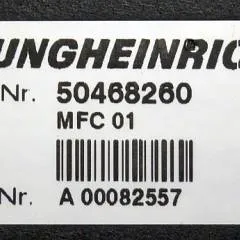 UNGHEINRIC
Nr. 50468260
MFC 01
Nr. A 00082557